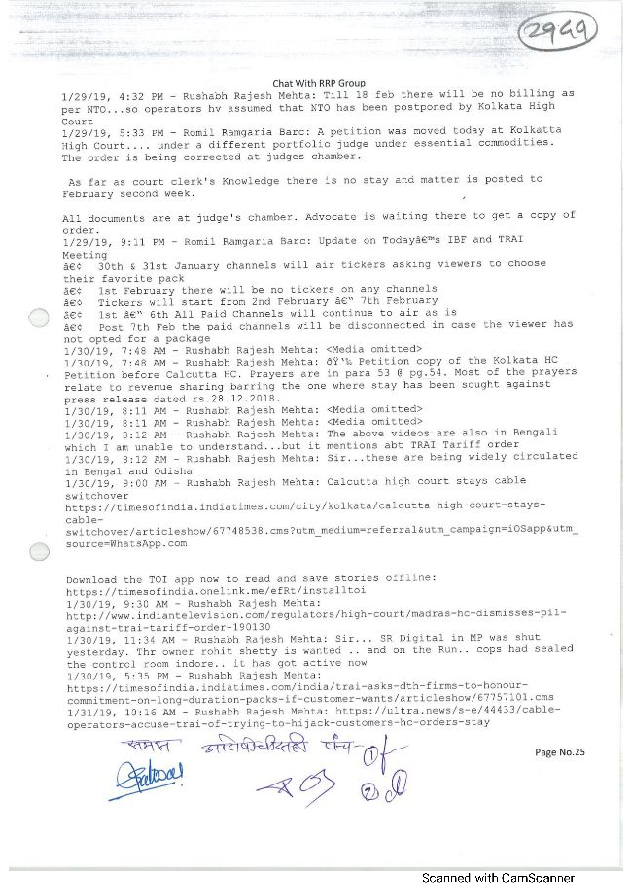 2949
Chat With RRP Group
1/29/19, 4:32 PM - Rushabh Rajesh Mehta: Till 18 feb there will be no billing as
per NTO...so operators hv assumed that NTO has been postpored by Kolkata High
Court
1/29/19, 5:33 PM - Romil Ramgaria Barc: A petition was moved today at Kolkatta
High Court.... under a different portfolio judge under essential commodities.
The order is being corrected at judges chamber.
As far as court clerk's Knowledge there is no stay and matter is posted to
February second week.
All documents are at judge's chamber. Advocate is waiting there to get a copy of
order.
1/29/19, 9:11 PM - Romil Ramgaria Barc: Update on Todayâ€™s IBF and TRAI
Meeting
â€¢ 30th & 31st January channels will air tickers asking viewers to choose
their favorite pack
â€¢ 1st February there will be no tickers on any channels
â€¢ Tickers will start from 2nd February â€“ 7th February
â€¢ 1st â€“ 6th All Paid Channels will continue to air as is
â€¢ Post 7th Feb the paid channels will be disconnected in case the viewer has
not opted for a package
1/30/19, 7:48 AM - Rushabh Rajesh Mehta: <Media omitted>
1/30/19, 7:48 AM - Rushabh Rajesh Mehta: ðŸ‘‰ Petition copy of the Kolkata HC
Petition before Calcutta HC. Prayers are in para 53 @ pg.54. Most of the prayers
relate to revenue sharing barring the one where stay has been sought against
press release dated rs.28.12.2018.
1/30/19, 8:11 AM - Rushabh Rajesh Mehta: <Media omitted>
1/30/19, 8:11 AM - Rushabh Rajesh Mehta: <Media omitted>
1/30/19, 8:12 AM - Rushabh Rajesh Mehta: The above videos are also in Bengali
which I am unable to understand...but it mentions abt TRAI Tariff order
1/30/19, 8:12 AM - Rushabh Rajesh Mehta: Sir...these are being widely circulated
in Bengal and Odisha
1/30/19, 9:00 AM - Rushabh Rajesh Mehta: Calcutta high court stays cable
switchover
https://timesofindia.indiatimes.com/city/kolkata/calcutta-high-court-stays-
cable-
switchover/articleshow/67748538.cms?utm_medium=referral&utm_campaign=iOSapp&utm_
source=WhatsApp.com
Download the TOI app now to read and save stories offline:
https://timesofindia.onelink.me/efRt/installtoi
1/30/19, 9:30 AM - Rushabh Rajesh Mehta:
http://www.indiantelevision.com/regulators/high-court/madras-hc-dismisses-pil-
against-trai-tariff-order-190130
1/30/19, 11:34 AM - Rushabh Rajesh Mehta: Sir... SR Digital in MP was shut
yesterday. Thr owner rohit shetty is wanted .. and on the Run.. cops had sealed
the control room indore.. it has got active now
1/30/19, 5:35 PM - Rushabh Rajesh Mehta:
https://timesofindia.indiatimes.com/india/trai-asks-dth-firms-to-honour-
commitment-on-long-duration-packs-if-customer-wants/articleshow/67757101.cms
1/31/19, 10:16 AM - Rushabh Rajesh Mehta: https://ultra.news/s-e/44453/cable-
operators-accuse-trai-of-trying-to-hijack-customers-hc-orders-stay
समक्ष
पंच-
Page No.25
Scanned with CamScanner